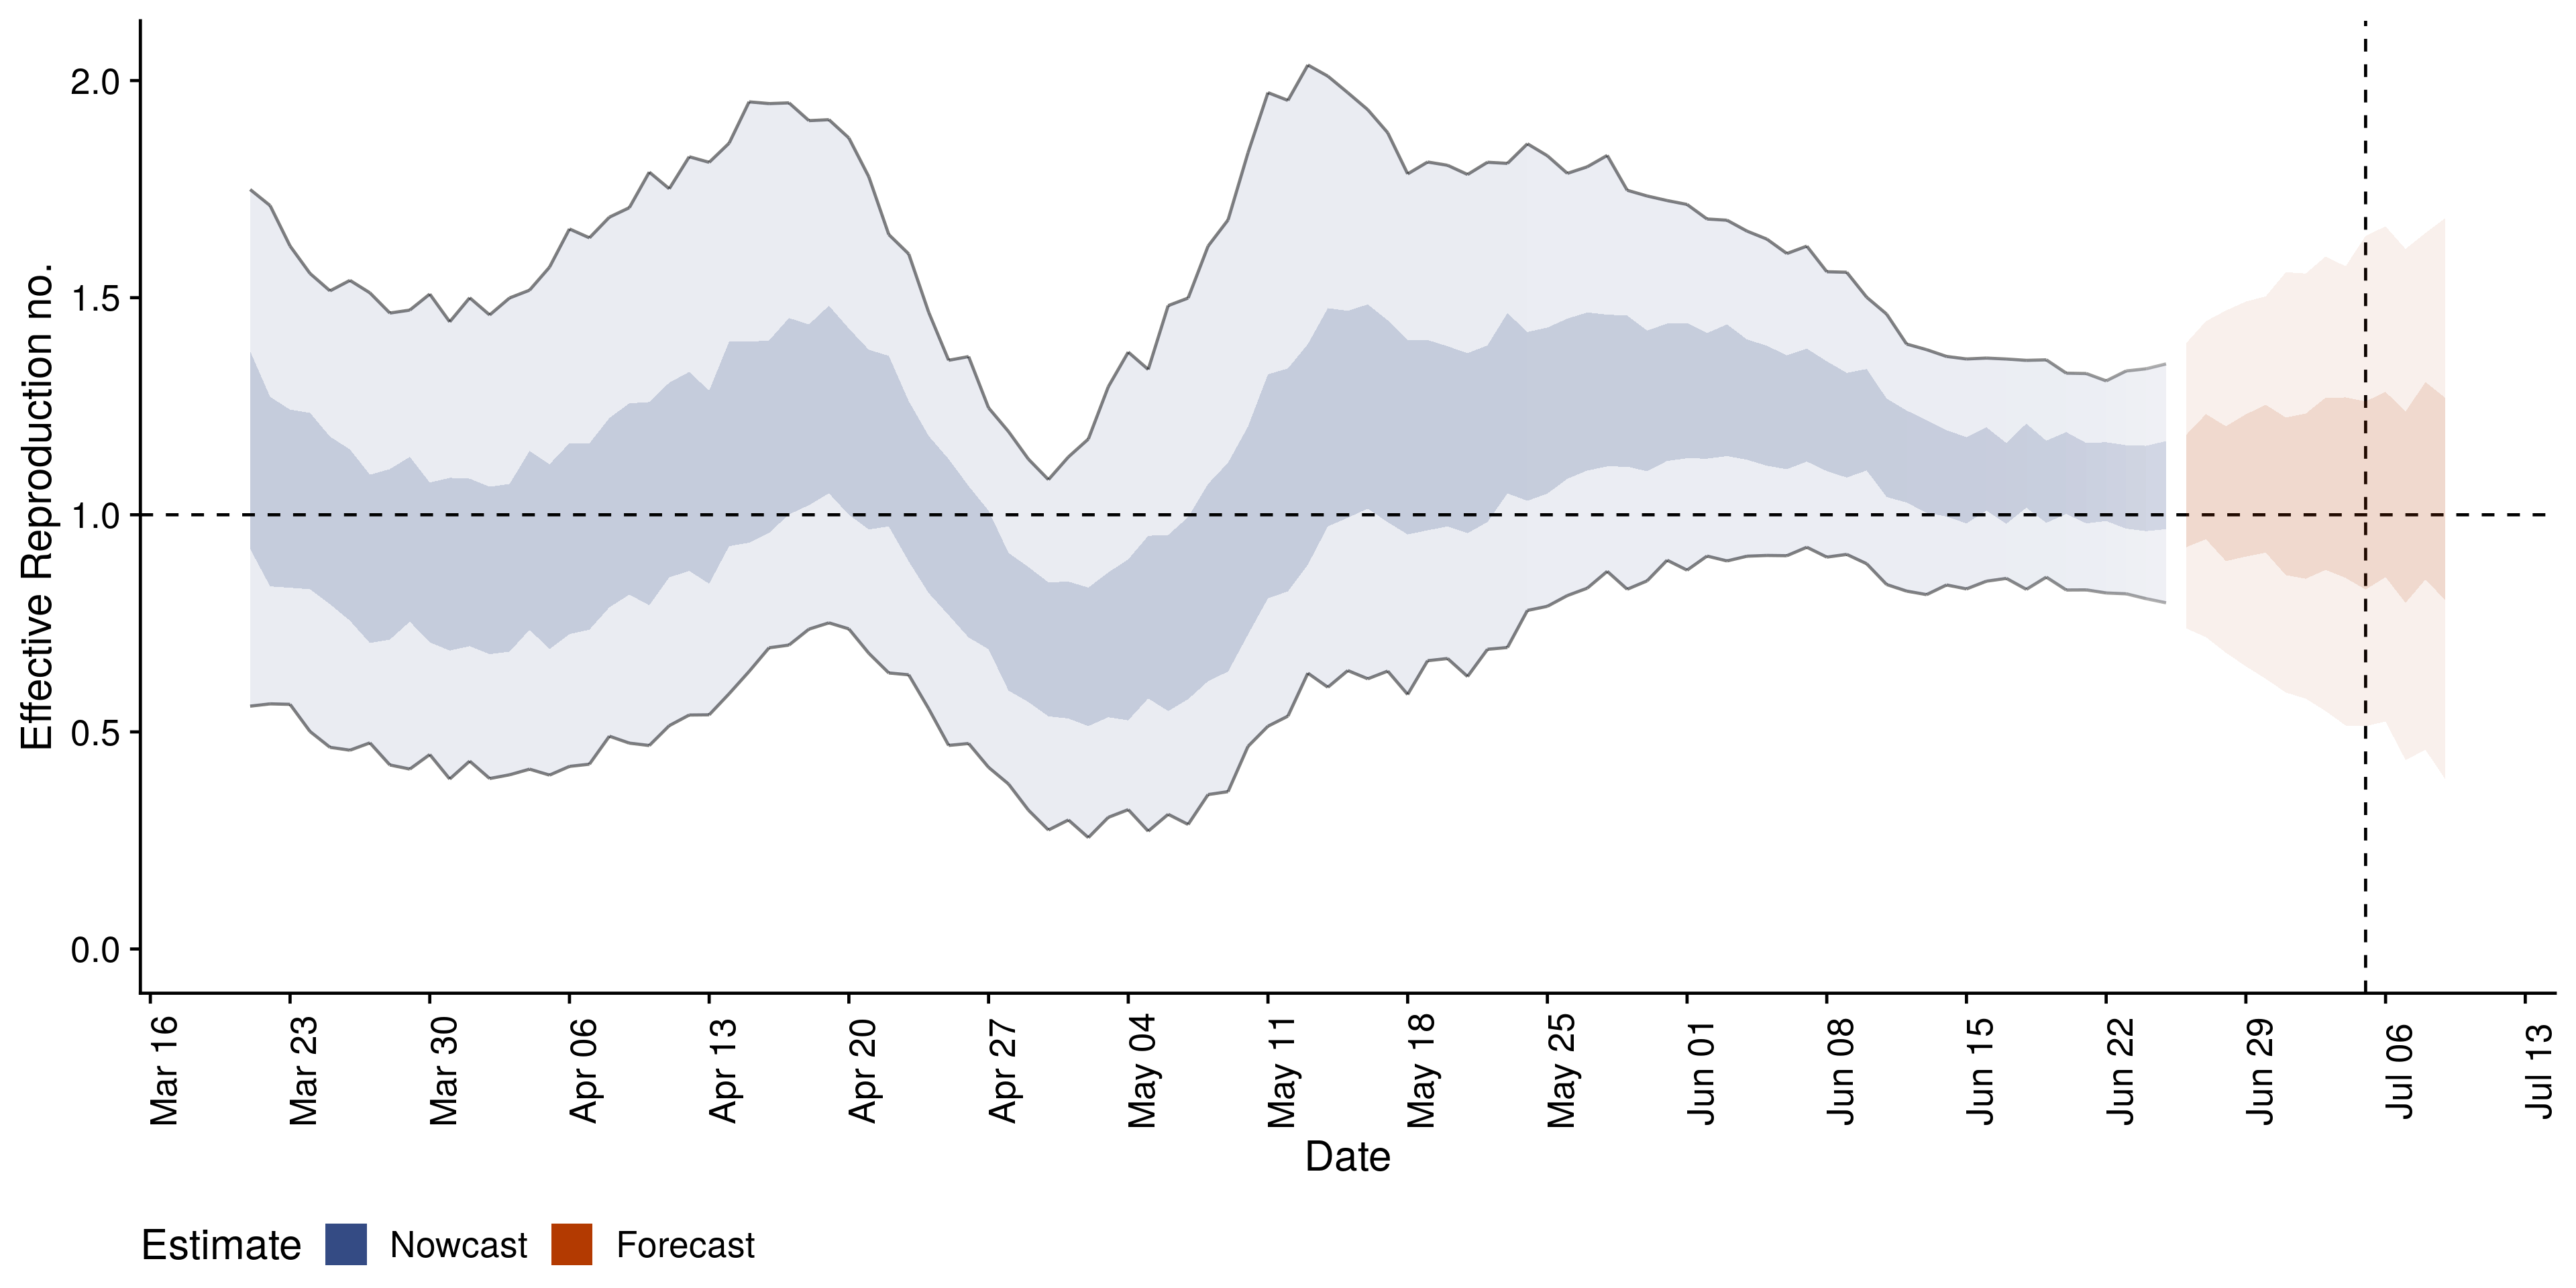 Effective Reproduction no.
2.0
1.5
1.0
0.5
0.0
Mar 16
Mar 23
Mar 30
Apr 06
Apr 13
Apr 20
Apr 27
May 04
May 11
May 18
May 25
Jun 01
Jun 08
Jun 15
Jun 22
Jun 29
Jul 06
Jul 13
Date
Estimate Nowcast Forecast